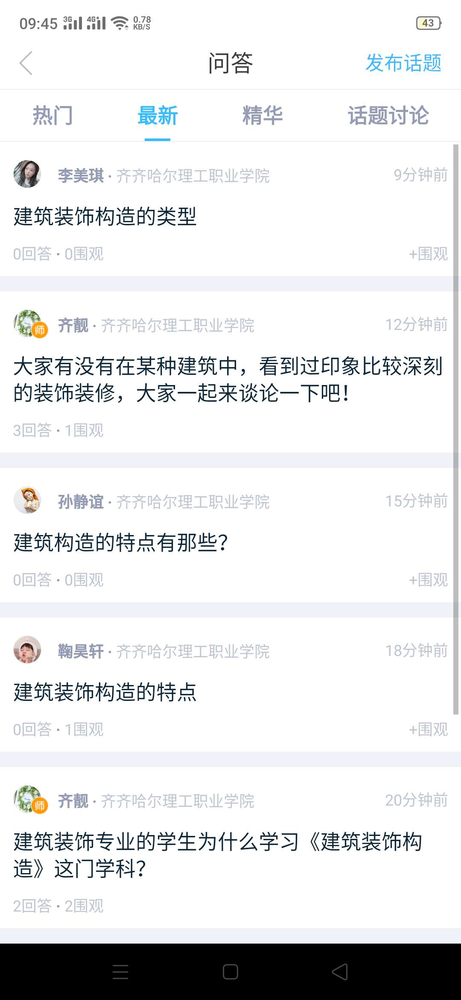 09:45 3G 4G+ 0.78 KB/S 43
问答 发布话题
热门 最新 精华 话题讨论
李美琪 · 齐齐哈尔理工职业学院 9分钟前
建筑装饰构造的类型
0回答 · 0围观 +围观
师 齐靓 · 齐齐哈尔理工职业学院 12分钟前
大家有没有在某种建筑中，看到过印象比较深刻
的装饰装修，大家一起来谈论一下吧！
3回答 · 1围观
孙静谊 · 齐齐哈尔理工职业学院 15分钟前
建筑构造的特点有那些？
0回答 · 0围观 +围观
鞠昊轩 · 齐齐哈尔理工职业学院 18分钟前
建筑装饰构造的特点
0回答 · 1围观 +围观
师 齐靓 · 齐齐哈尔理工职业学院 20分钟前
建筑装饰专业的学生为什么学习《建筑装饰构
造》这门学科？
2回答 · 2围观